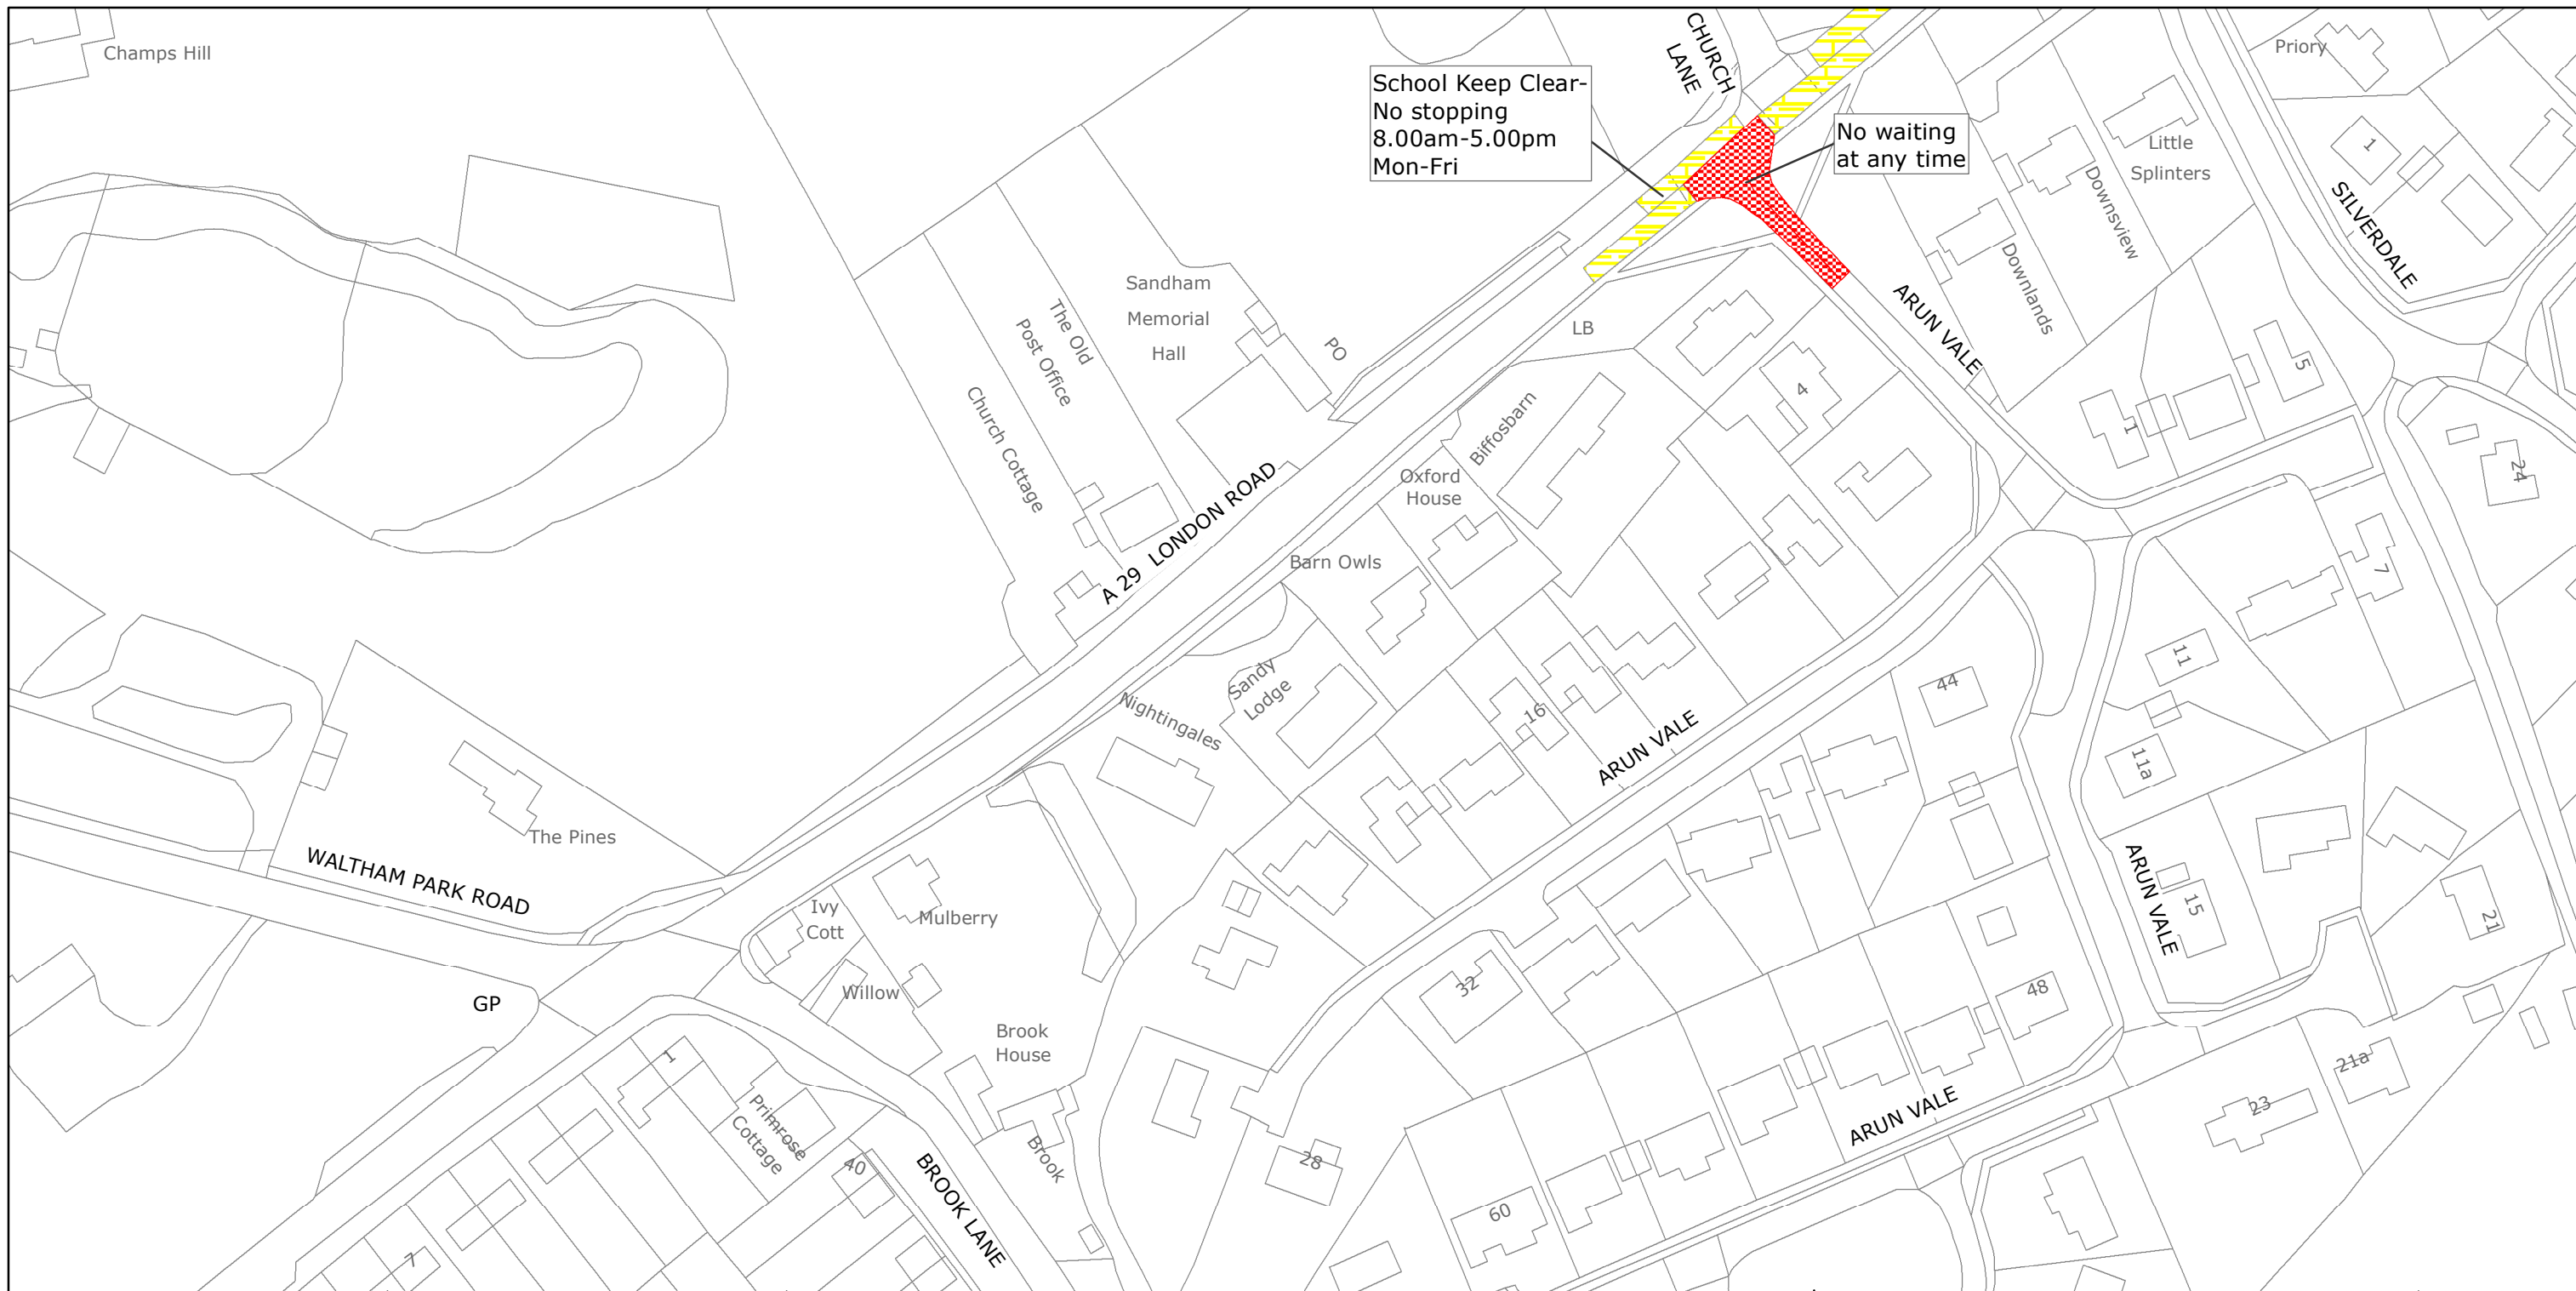 Champs Hill
CHURCH
LANE
School Keep Clear-
No stopping
8.00am-5.00pm
Mon-Fri
No waiting
at any time
Priory
1
SILVERDALE
Little
Splinters
Downsview
Downlands
ARUN VALE
5
1
24
7
Sandham
Memorial
Hall
PO
The Old
Post Office
Church Cottage
LB
4
Biffosbarn
Oxford
House
Barn Owls
A 29 LONDON ROAD
Sandy
Lodge
Nightingales
16
ARUN VALE
44
11
11a
ARUN VALE
15
21
The Pines
WALTHAM PARK ROAD
GP
Ivy
Cott
Mulberry
Willow
Brook
House
Brook
32
48
21a
23
ARUN VALE
28
60
1
Primrose
Cottage
40
BROOK LANE
7